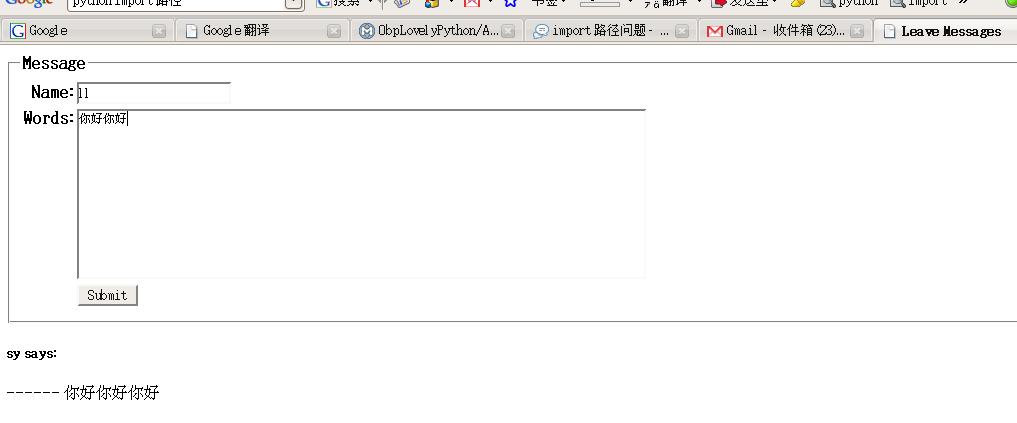 Google python import 路径 搜索 书签 翻译 发送至 python import »
Google Google 翻译 ObpLovelyPython/A... import 路径问题 - ... Gmail - 收件箱 (23)... Leave Messages
Message
Name: ll
Words: 你好你好
Submit
sy says:
------ 你好你好你好